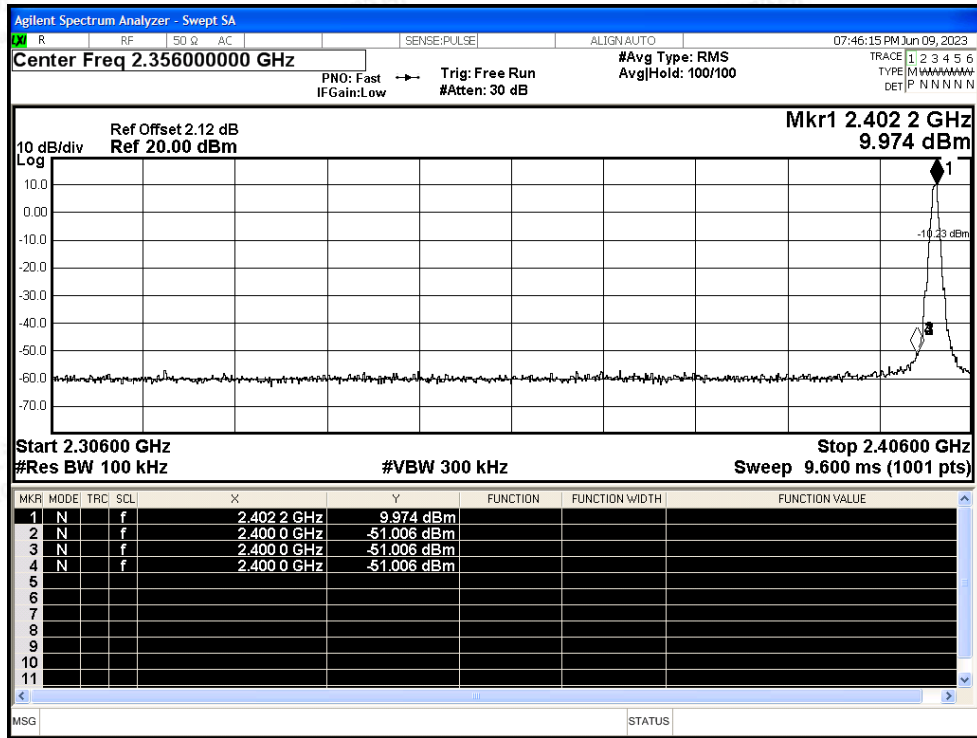 Agilent Spectrum Analyzer - Swept SA
LXI R RF 50 Ω AC SENSE:PULSE ALIGN AUTO 07:46:15 PM Jun 09, 2023
Center Freq 2.356000000 GHz
PNO: Fast
IFGain:Low
Trig: Free Run
#Atten: 30 dB
#Avg Type: RMS
Avg|Hold: 100/100
TRACE 1 2 3 4 5 6
TYPE M
DET P N N N N N
Mkr1 2.402 2 GHz
9.974 dBm
Ref Offset 2.12 dB
10 dB/div Ref 20.00 dBm
Log
1
10.0
0.00
-10.0
-10.23 dBm
-20.0
-30.0
-40.0
-50.0
-60.0
-70.0
Start 2.30600 GHz Stop 2.40600 GHz
#Res BW 100 kHz #VBW 300 kHz Sweep 9.600 ms (1001 pts)
MKR MODE TRC SCL X Y FUNCTION FUNCTION WIDTH FUNCTION VALUE
1 N f 2.402 2 GHz 9.974 dBm
2 N f 2.400 0 GHz -51.006 dBm
3 N f 2.400 0 GHz -51.006 dBm
4 N f 2.400 0 GHz -51.006 dBm
5
6
7
8
9
10
11
MSG STATUS